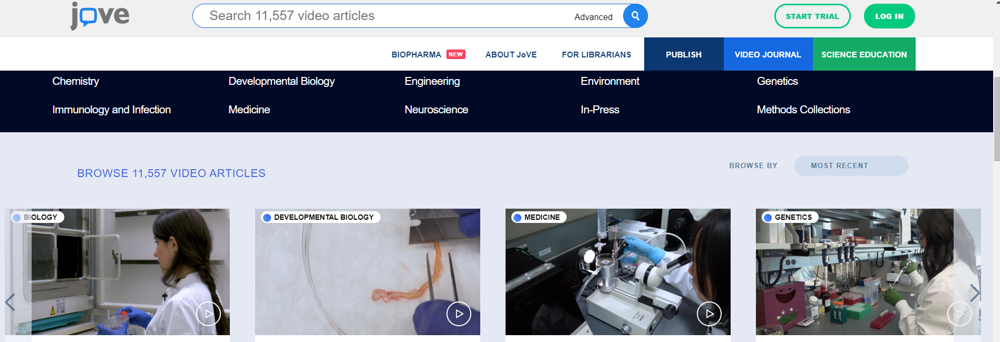 jove
Search 11,557 video articles
Advanced
START TRIAL
LOG IN
BIOPHARMA NEW
ABOUT JoVE
FOR LIBRARIANS
PUBLISH
VIDEO JOURNAL
SCIENCE EDUCATION
Chemistry
Developmental Biology
Engineering
Environment
Genetics
Immunology and Infection
Medicine
Neuroscience
In-Press
Methods Collections
BROWSE 11,557 VIDEO ARTICLES
BROWSE BY
MOST RECENT
BIOLOGY
DEVELOPMENTAL BIOLOGY
MEDICINE
GENETICS